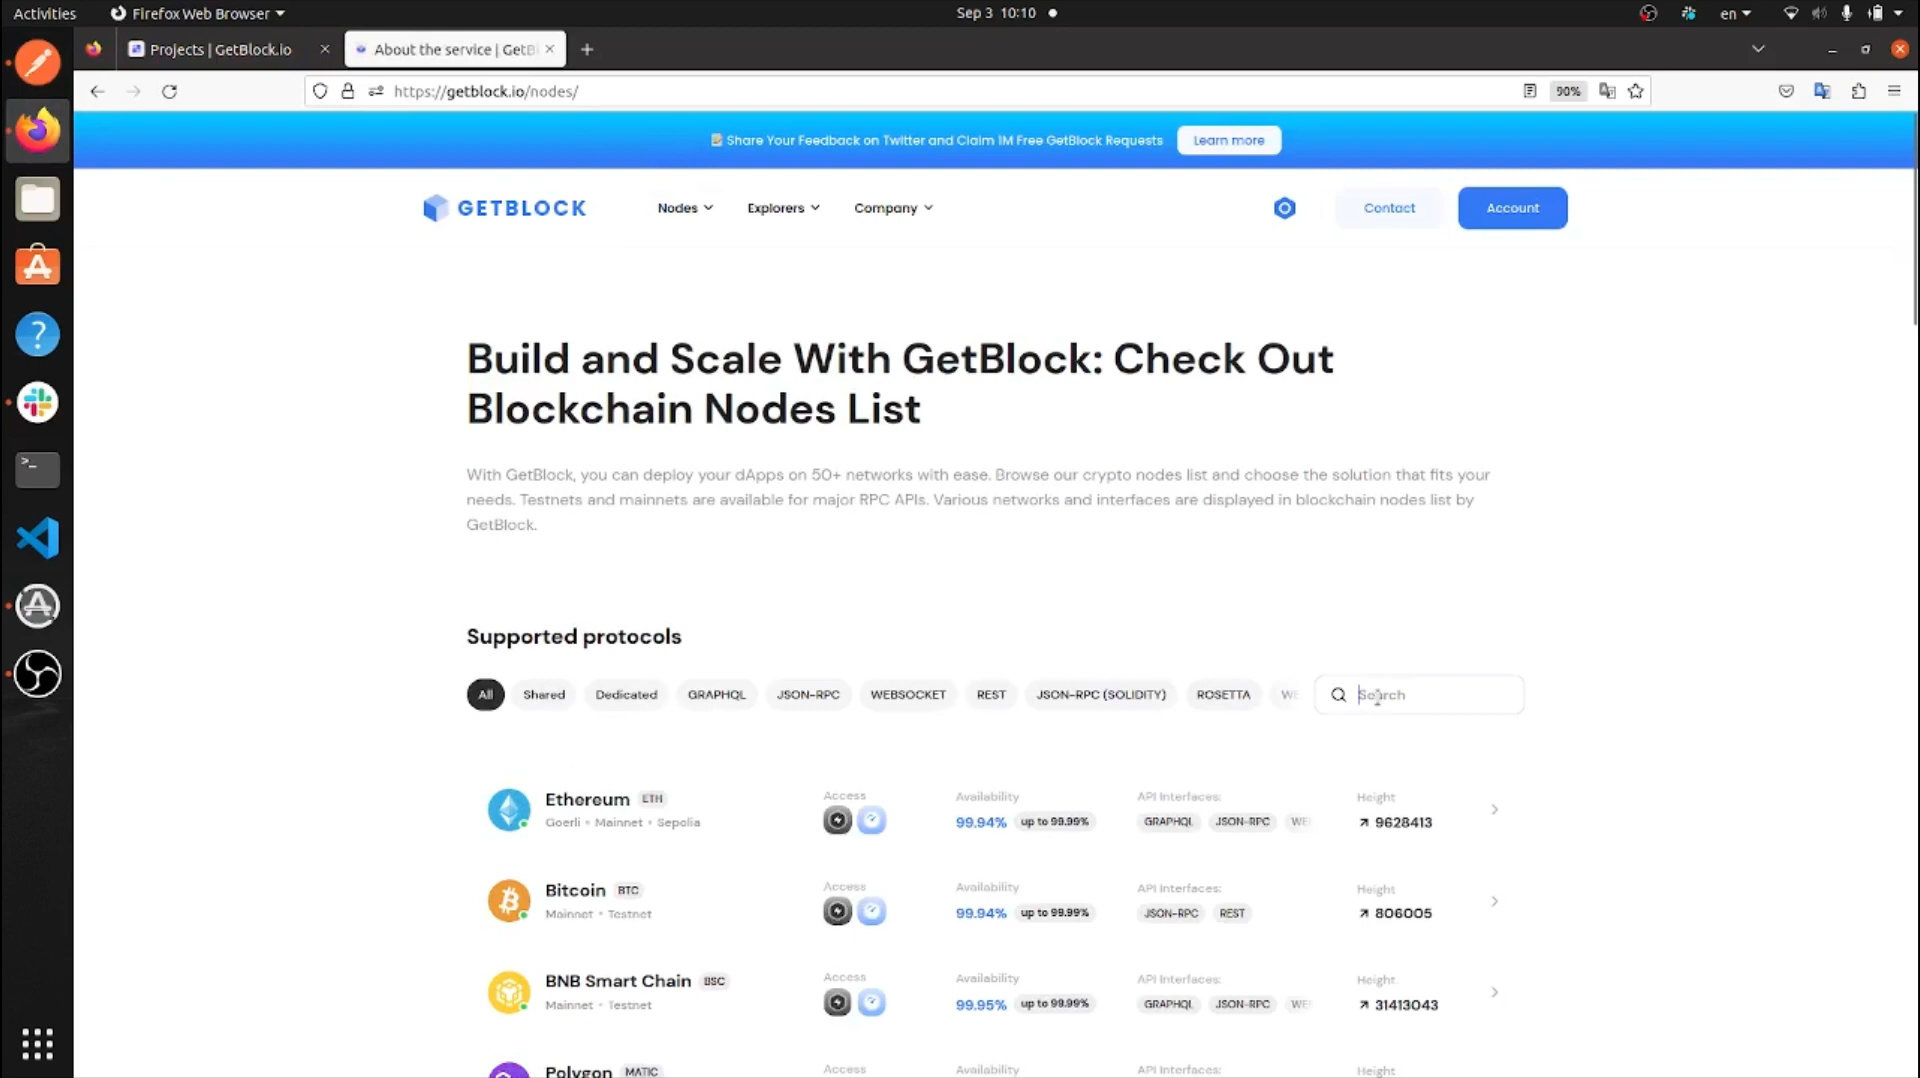 Activities
Firefox Web Browser
Sep 3 10:10
en
Projects | GetBlock.io
About the service | GetB
https://getblock.io/nodes/
90%
Share Your Feedback on Twitter and Claim 1M Free GetBlock Requests
Learn more
GETBLOCK
Nodes
Explorers
Company
Contact
Account
Build and Scale With GetBlock: Check Out
Blockchain Nodes List
With GetBlock, you can deploy your dApps on 50+ networks with ease. Browse our crypto nodes list and choose the solution that fits your
needs. Testnets and mainnets are available for major RPC APIs. Various networks and interfaces are displayed in blockchain nodes list by
GetBlock.
Supported protocols
All
Shared
Dedicated
GRAPHQL
JSON-RPC
WEBSOCKET
REST
JSON-RPC (SOLIDITY)
ROSETTA
WE
Search
Ethereum ETH
Goerli • Mainnet • Sepolia
Access
Availability
99.94% up to 99.99%
API Interfaces:
GRAPHQL JSON-RPC WE
Height
9628413
Bitcoin BTC
Mainnet • Testnet
Access
Availability
99.94% up to 99.99%
API Interfaces:
JSON-RPC REST
Height
806005
BNB Smart Chain BSC
Mainnet • Testnet
Access
Availability
99.95% up to 99.99%
API Interfaces:
GRAPHQL JSON-RPC WE
Height
31413043
Polygon MATIC
Access
Availability
API Interfaces:
Height